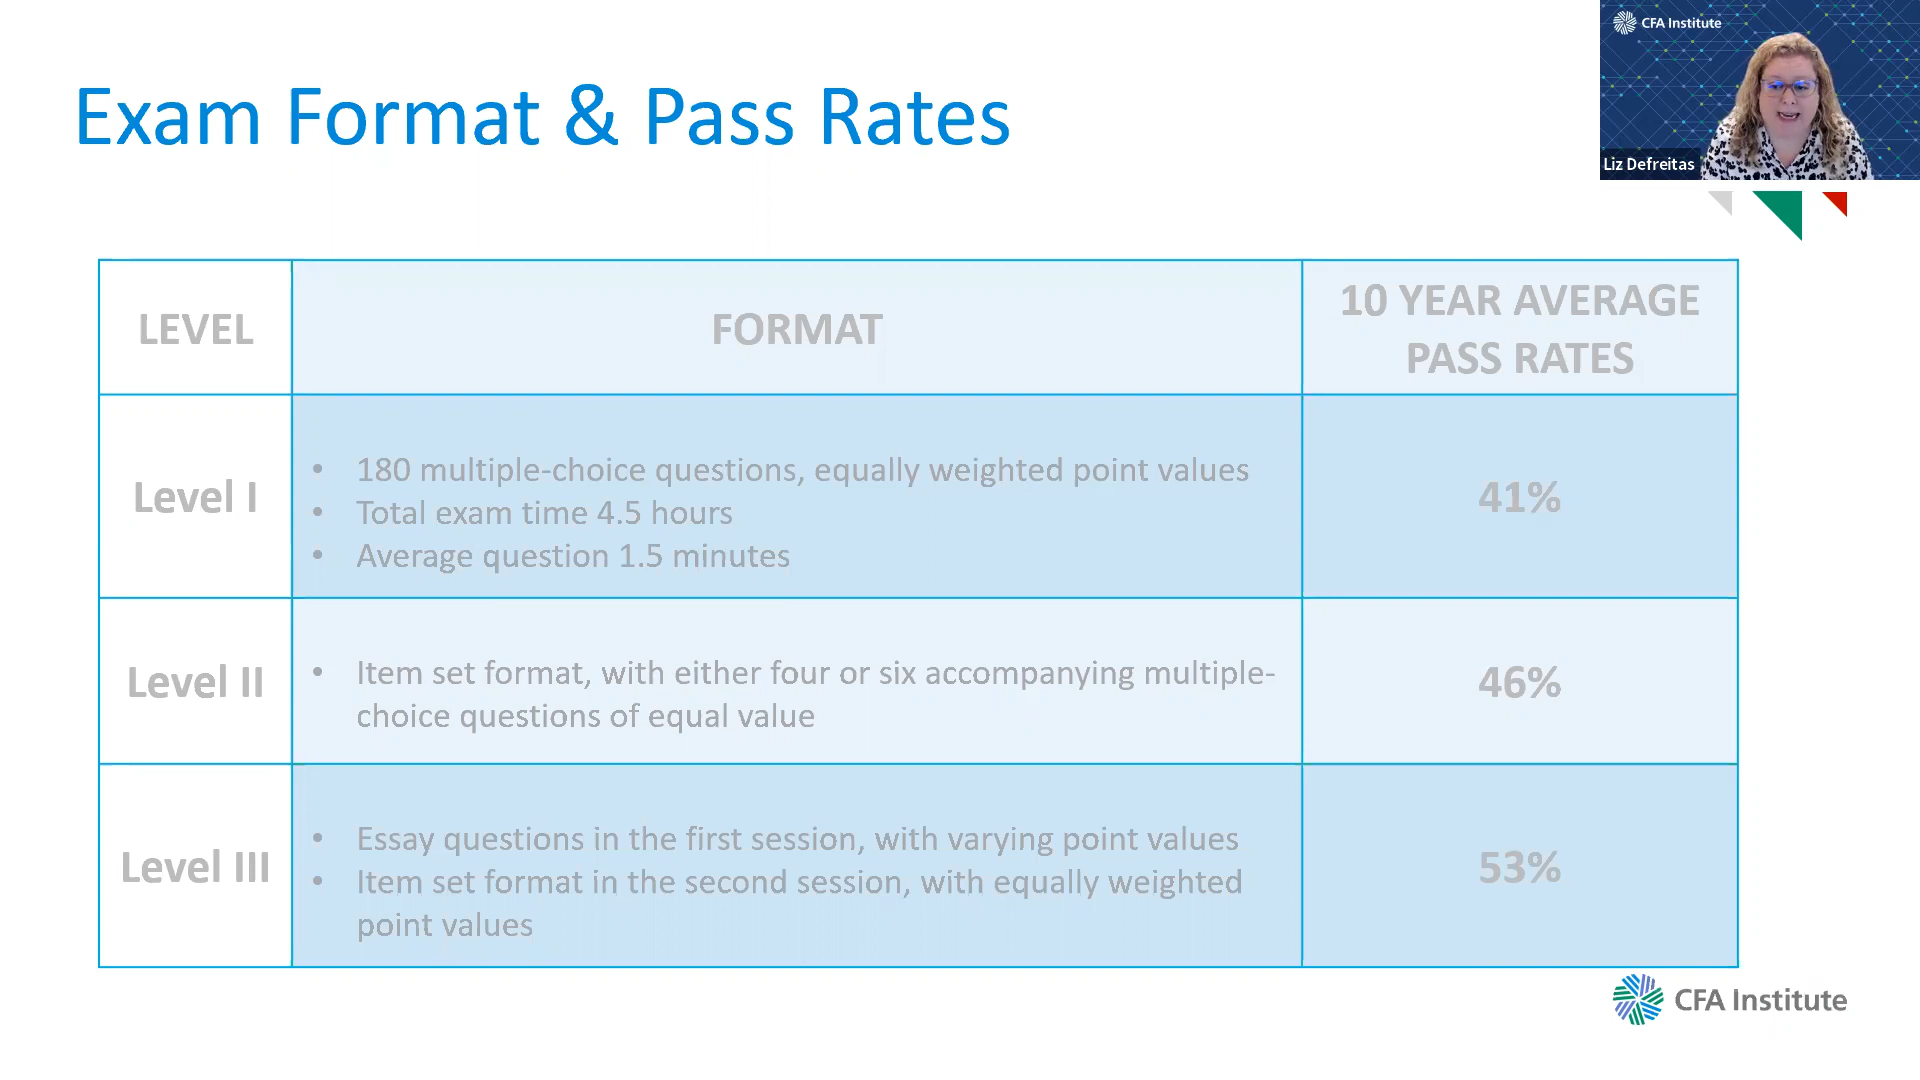 CFA Institute
Liz Defreitas
Exam Format & Pass Rates
LEVEL
FORMAT
10 YEAR AVERAGE
PASS RATES
Level I
• 180 multiple-choice questions, equally weighted point values
• Total exam time 4.5 hours
• Average question 1.5 minutes
41%
Level II
• Item set format, with either four or six accompanying multiple-
choice questions of equal value
46%
Level III
• Essay questions in the first session, with varying point values
• Item set format in the second session, with equally weighted
point values
53%
CFA Institute